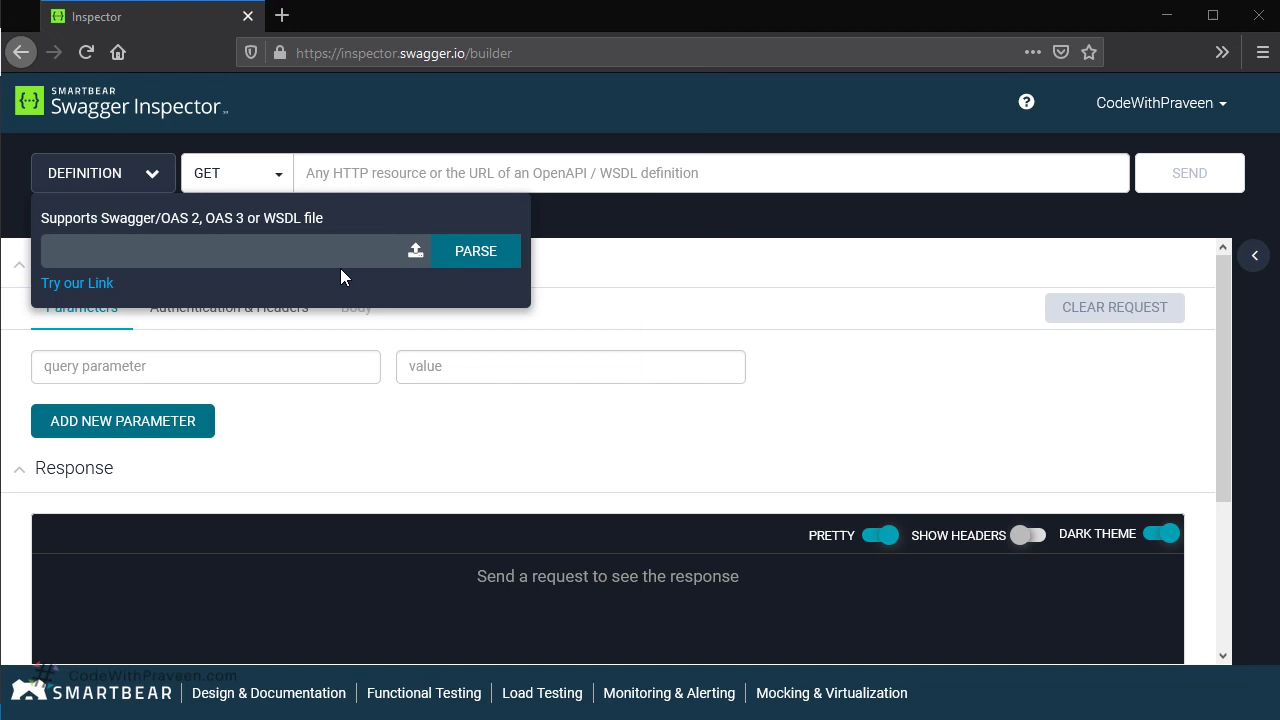 Inspector
https://inspector.swagger.io/builder
SMARTBEAR
Swagger Inspector
CodeWithPraveen
DEFINITION
GET
Any HTTP resource or the URL of an OpenAPI / WSDL definition
SEND
Supports Swagger/OAS 2, OAS 3 or WSDL file
PARSE
Try our Link
Parameters
Authentication & Headers
Body
CLEAR REQUEST
query parameter
value
ADD NEW PARAMETER
Response
PRETTY
SHOW HEADERS
DARK THEME
Send a request to see the response
CodeWithPraveen.com
SMARTBEAR
Design & Documentation
Functional Testing
Load Testing
Monitoring & Alerting
Mocking & Virtualization